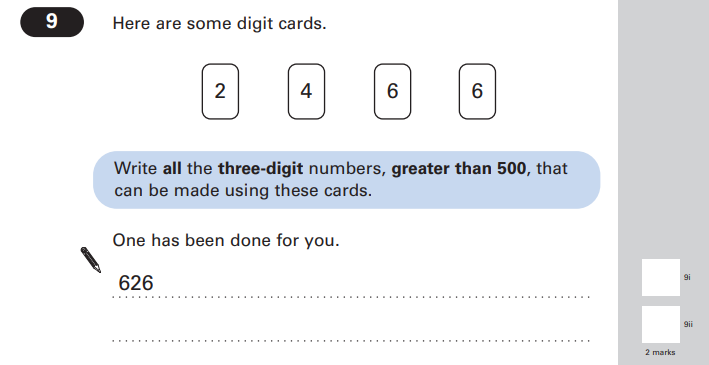 9
Here are some digit cards.
2 4 6 6
Write all the three-digit numbers, greater than 500, that
can be made using these cards.
One has been done for you.
626
9i
9ii
2 marks